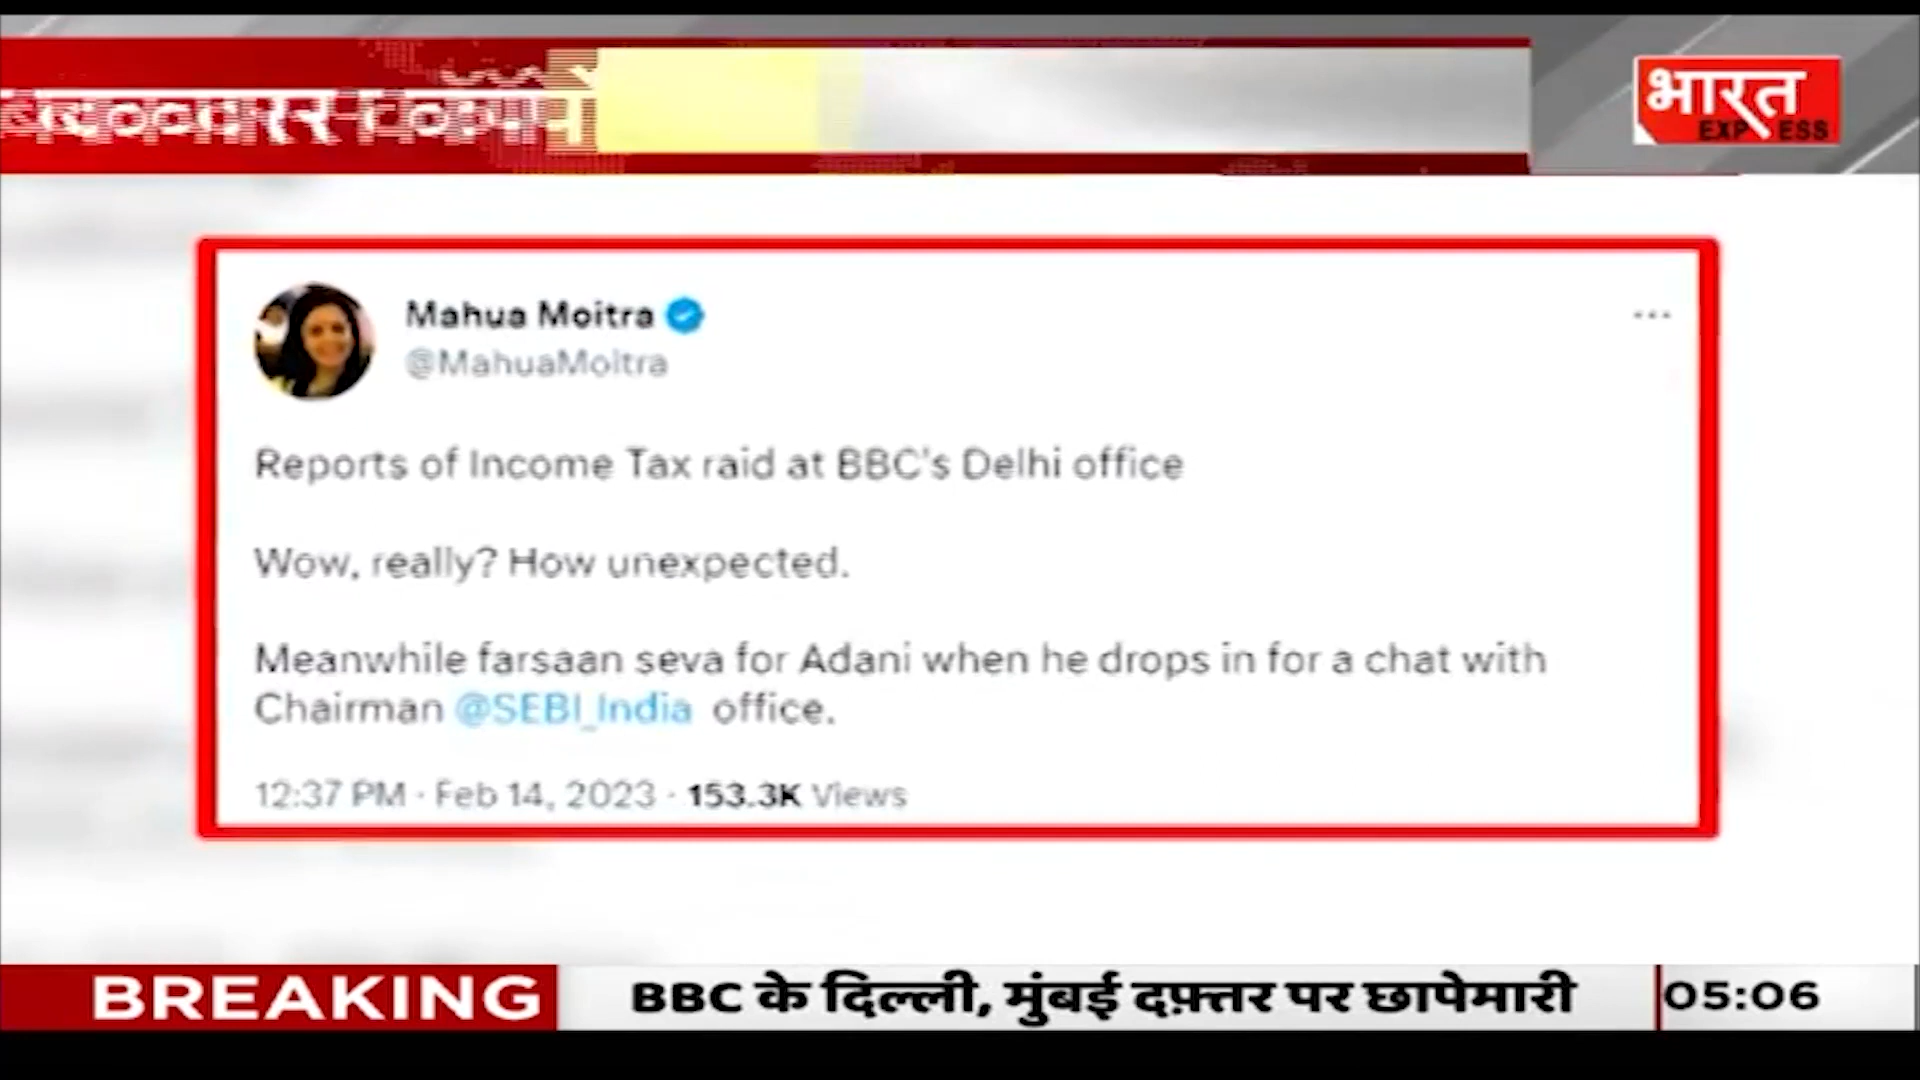 भारत
EXPRESS
Mahua Moitra
@MahuaMoitra
Reports of Income Tax raid at BBC's Delhi office
Wow, really? How unexpected.
Meanwhile farsaan seva for Adani when he drops in for a chat with
Chairman @SEBI_India office.
12:37 PM · Feb 14, 2023 · 153.3K Views
BREAKING
BBC के दिल्ली, मुंबई दफ़्तर पर छापेमारी
05:06